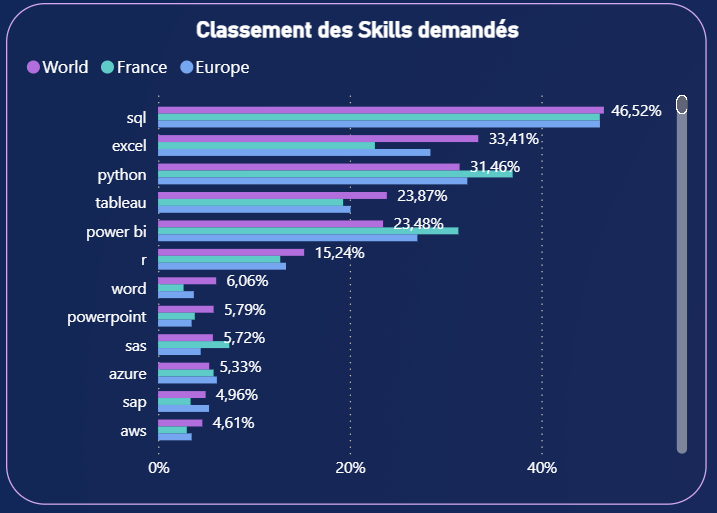 Classement des Skills demandés
World France Europe
sql 46,52%
excel 33,41%
python 31,46%
tableau 23,87%
power bi 23,48%
r 15,24%
word 6,06%
powerpoint 5,79%
sas 5,72%
azure 5,33%
sap 4,96%
aws 4,61%
0% 20% 40%